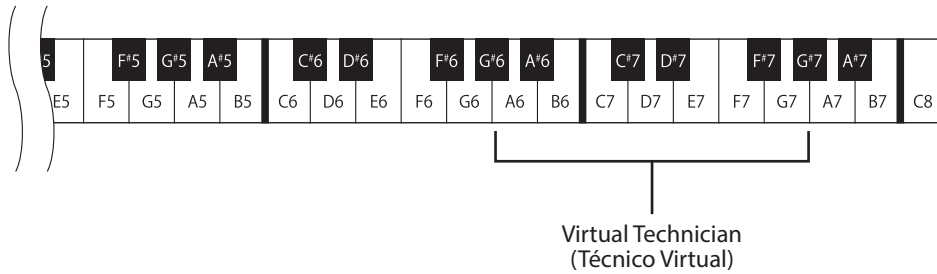 5 F#5 G#5 A#5 C#6 D#6 F#6 G#6 A#6 C#7 D#7 F#7 G#7 A#7
E5 F5 G5 A5 B5 C6 D6 E6 F6 G6 A6 B6 C7 D7 E7 F7 G7 A7 B7 C8
Virtual Technician
(Técnico Virtual)